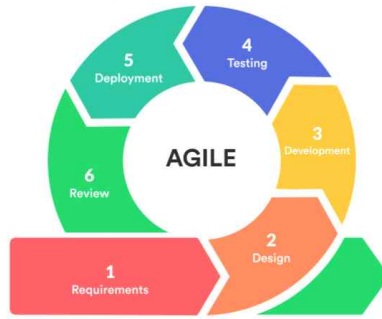 1
Requirements
2
Design
3
Development
4
Testing
5
Deployment
6
Review
AGILE